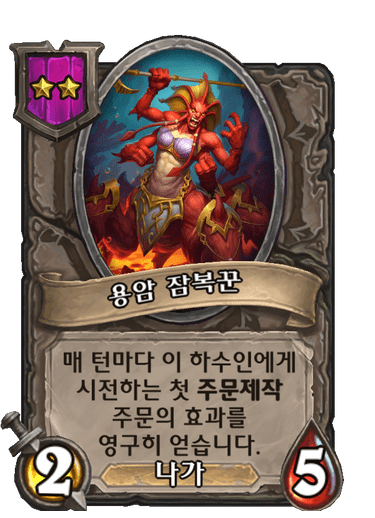 용암 잠복꾼
매 턴마다 이 하수인에게
시전하는 첫 주문제작
주문의 효과를
영구히 얻습니다.
나가
2
5